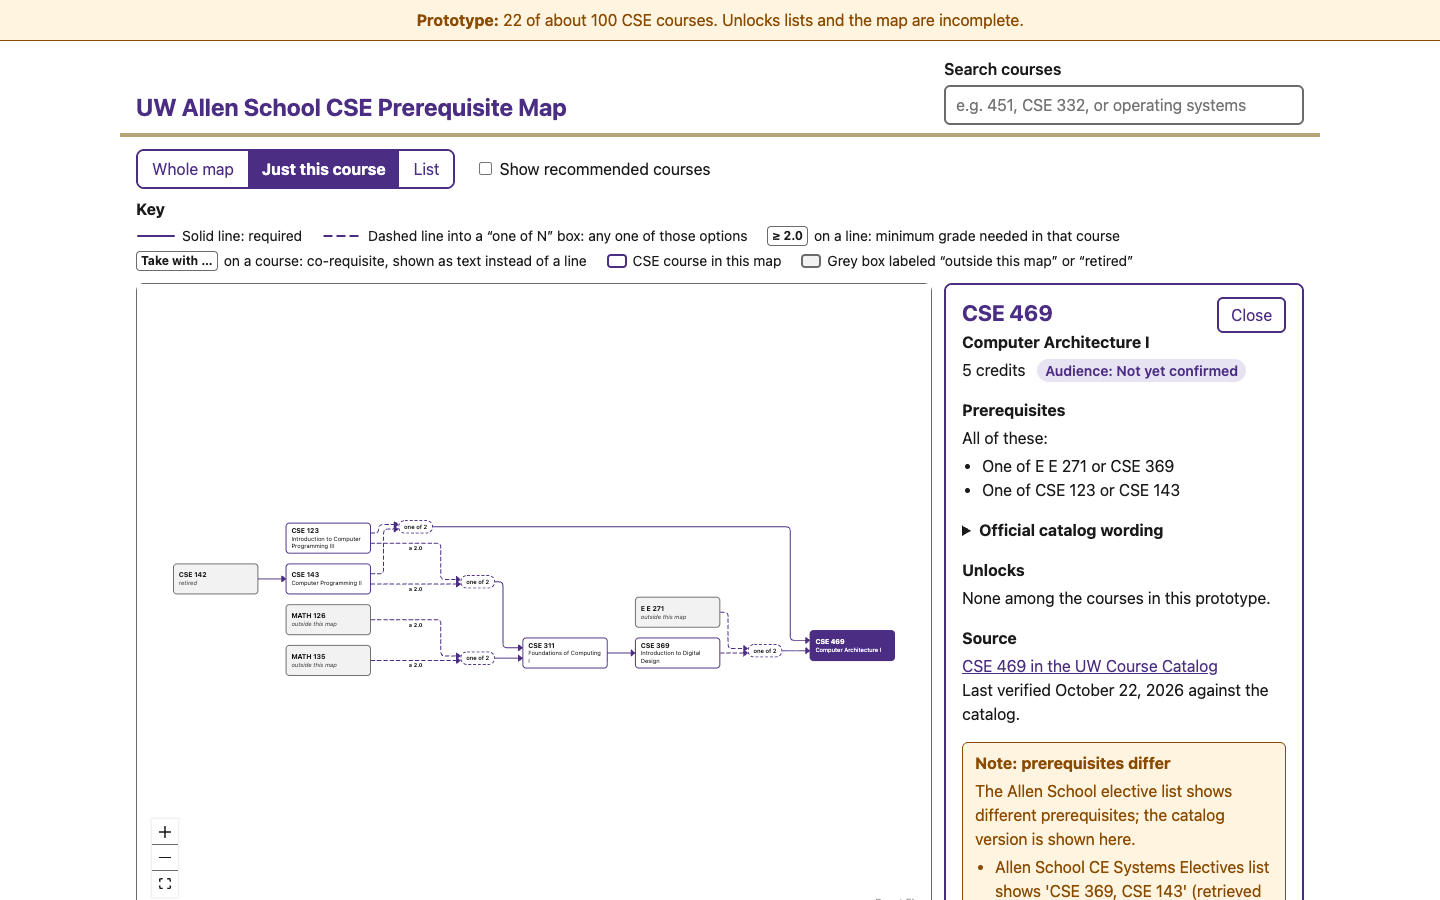 Prototype: 22 of about 100 CSE courses. Unlocks lists and the map are incomplete.
UW Allen School CSE Prerequisite Map
Search courses
e.g. 451, CSE 332, or operating systems
Whole map
Just this course
List
Show recommended courses
Key
Solid line: required
Dashed line into a “one of N” box: any one of those options
≥ 2.0
on a line: minimum grade needed in that course
Take with ...
on a course: co-requisite, shown as text instead of a line
CSE course in this map
Grey box labeled “outside this map” or “retired”
CSE 142
retired
CSE 123
Introduction to Computer
Programming III
CSE 143
Computer Programming II
MATH 126
outside this map
MATH 135
outside this map
one of 2
≥ 2.0
one of 2
≥ 2.0
≥ 2.0
one of 2
≥ 2.0
CSE 311
Foundations of Computing
I
E E 271
outside this map
CSE 369
Introduction to Digital
Design
one of 2
CSE 469
Computer Architecture I
CSE 469
Close
Computer Architecture I
5 credits
Audience: Not yet confirmed
Prerequisites
All of these:
• One of E E 271 or CSE 369
• One of CSE 123 or CSE 143
Official catalog wording
Unlocks
None among the courses in this prototype.
Source
CSE 469 in the UW Course Catalog
Last verified October 22, 2026 against the
catalog.
Note: prerequisites differ
The Allen School elective list shows
different prerequisites; the catalog
version is shown here.
• Allen School CE Systems Electives list
shows 'CSE 369, CSE 143' (retrieved